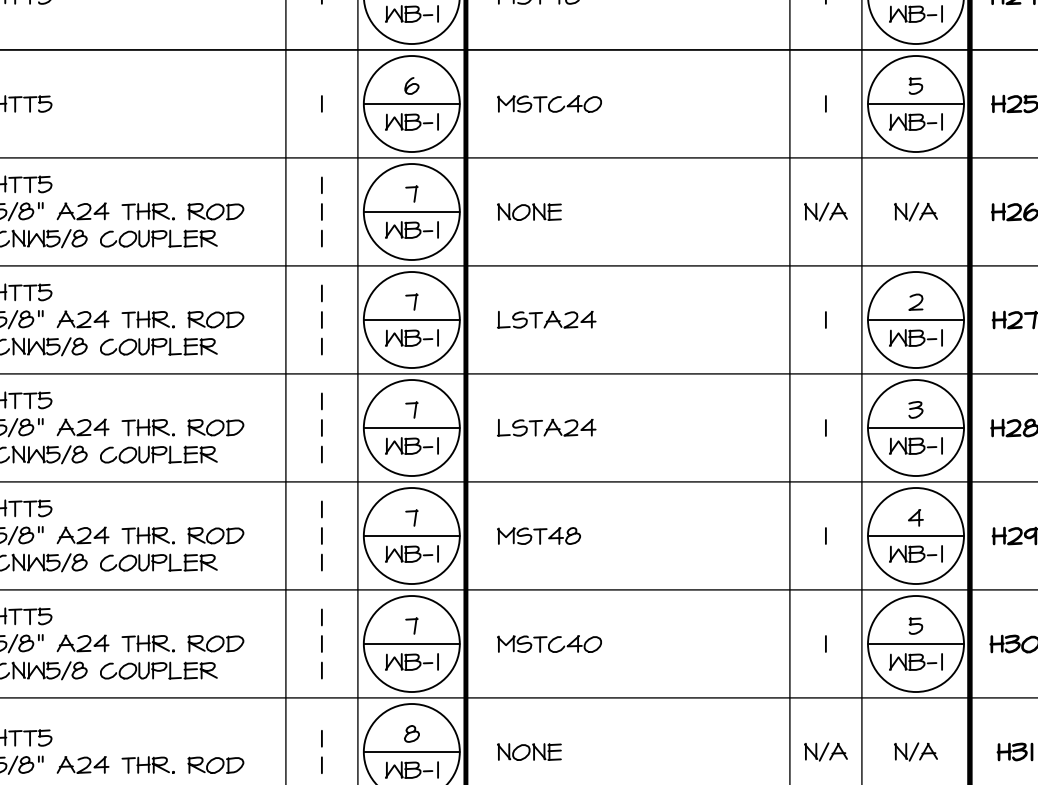 WB-1
WB-1
HTT5
1
6
WB-1
MSTC40
1
5
WB-1
H25
HTT5
5/8" A24 THR. ROD
CNW5/8 COUPLER
1
1
1
7
WB-1
NONE
N/A
N/A
H26
HTT5
5/8" A24 THR. ROD
CNW5/8 COUPLER
1
1
1
7
WB-1
LSTA24
1
2
WB-1
H27
HTT5
5/8" A24 THR. ROD
CNW5/8 COUPLER
1
1
1
7
WB-1
LSTA24
1
3
WB-1
H28
HTT5
5/8" A24 THR. ROD
CNW5/8 COUPLER
1
1
1
7
WB-1
MST48
1
4
WB-1
H29
HTT5
5/8" A24 THR. ROD
CNW5/8 COUPLER
1
1
1
7
WB-1
MSTC40
1
5
WB-1
H30
HTT5
5/8" A24 THR. ROD
1
1
8
WB-1
NONE
N/A
N/A
H31